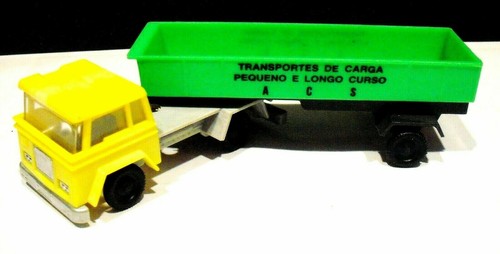 TRANSPORTES DE CARGA
PEQUENO E LONGO CURSO
A C S